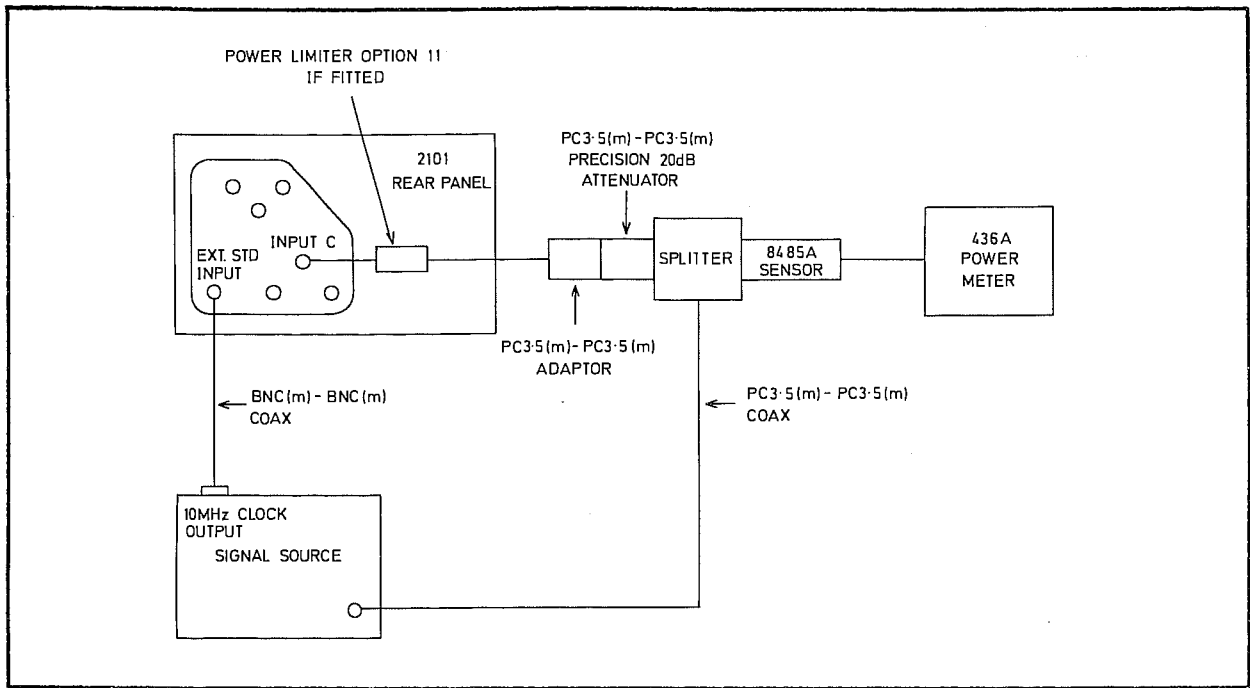 POWER LIMITER OPTION 11
IF FITTED
2101
REAR PANEL
INPUT C
EXT. STD
INPUT
PC3·5(m)-PC3·5(m)
PRECISION 20dB
ATTENUATOR
SPLITTER
8485A
SENSOR
436A
POWER
METER
PC3·5(m)-PC3·5(m)
ADAPTOR
BNC(m)-BNC(m)
COAX
PC3·5(m)-PC3·5(m)
COAX
10MHz CLOCK
OUTPUT
SIGNAL SOURCE